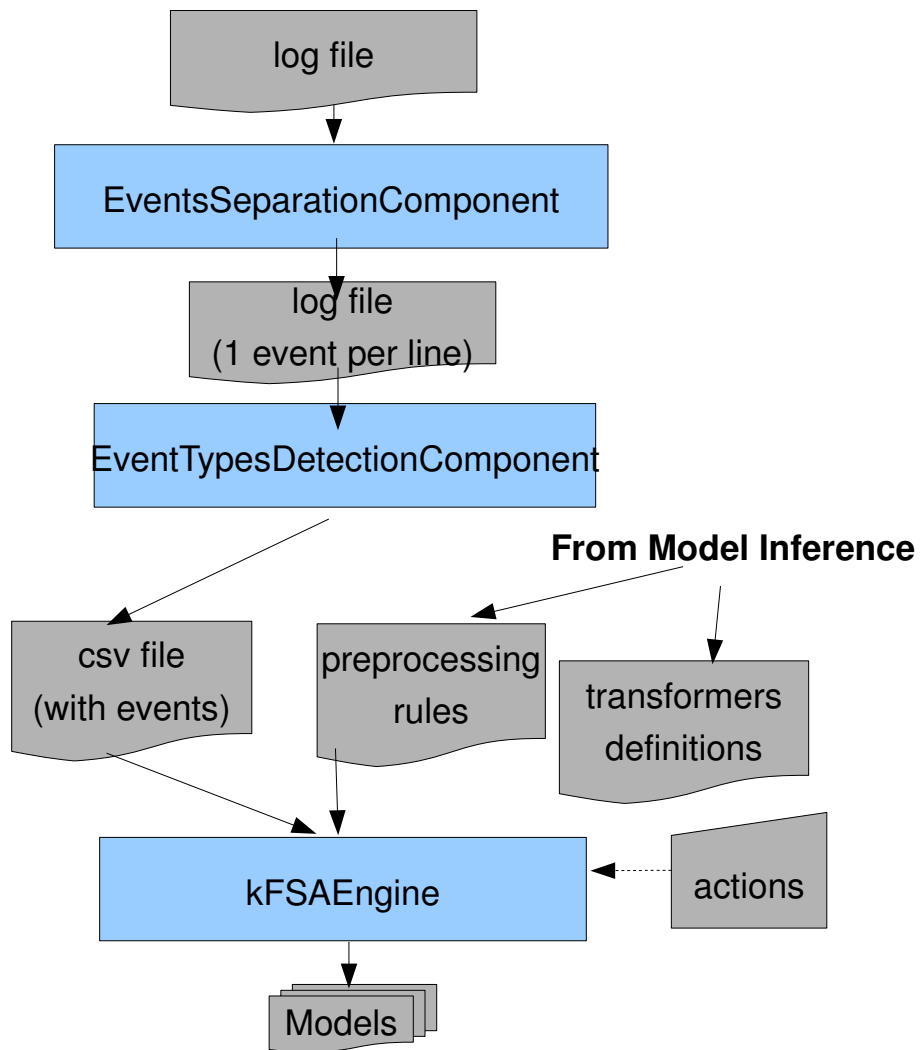 log file
EventsSeparationComponent
log file
(1 event per line)
EventTypesDetectionComponent
From Model Inference
csv file
(with events)
preprocessing
rules
transformers
definitions
kFSAEngine
actions
Models